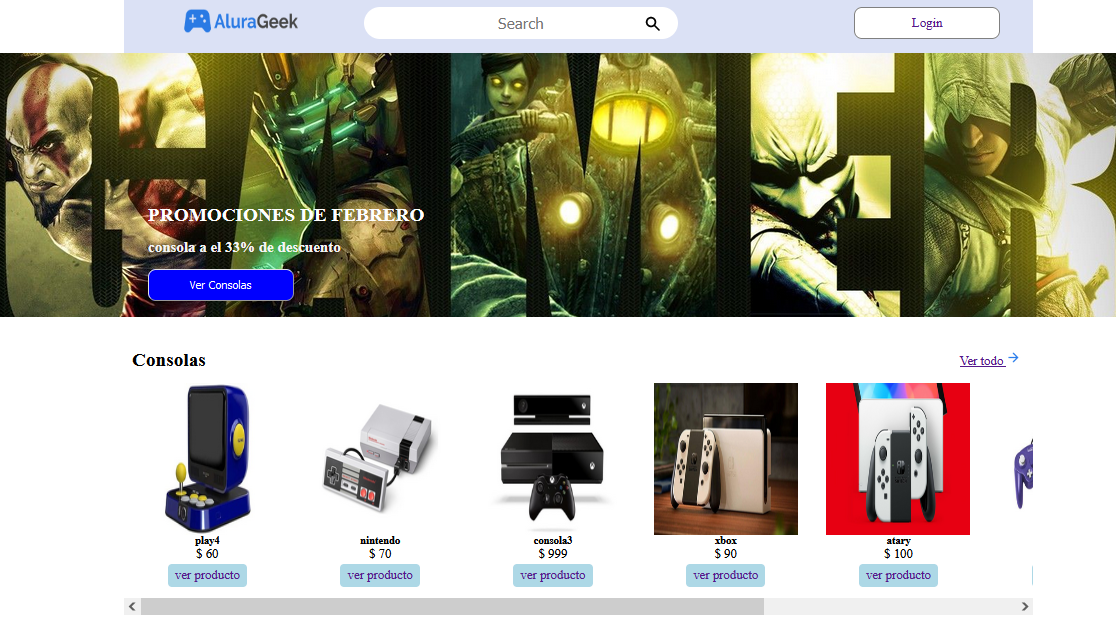 AluraGeek
Search
Login
GAMER
PROMOCIONES DE FEBRERO
consola a el 33% de descuento
Ver Consolas
Consolas
Ver todo
play4
$ 60
ver producto
nintendo
$ 70
ver producto
consola3
$ 999
ver producto
xbox
$ 90
ver producto
atary
$ 100
ver producto